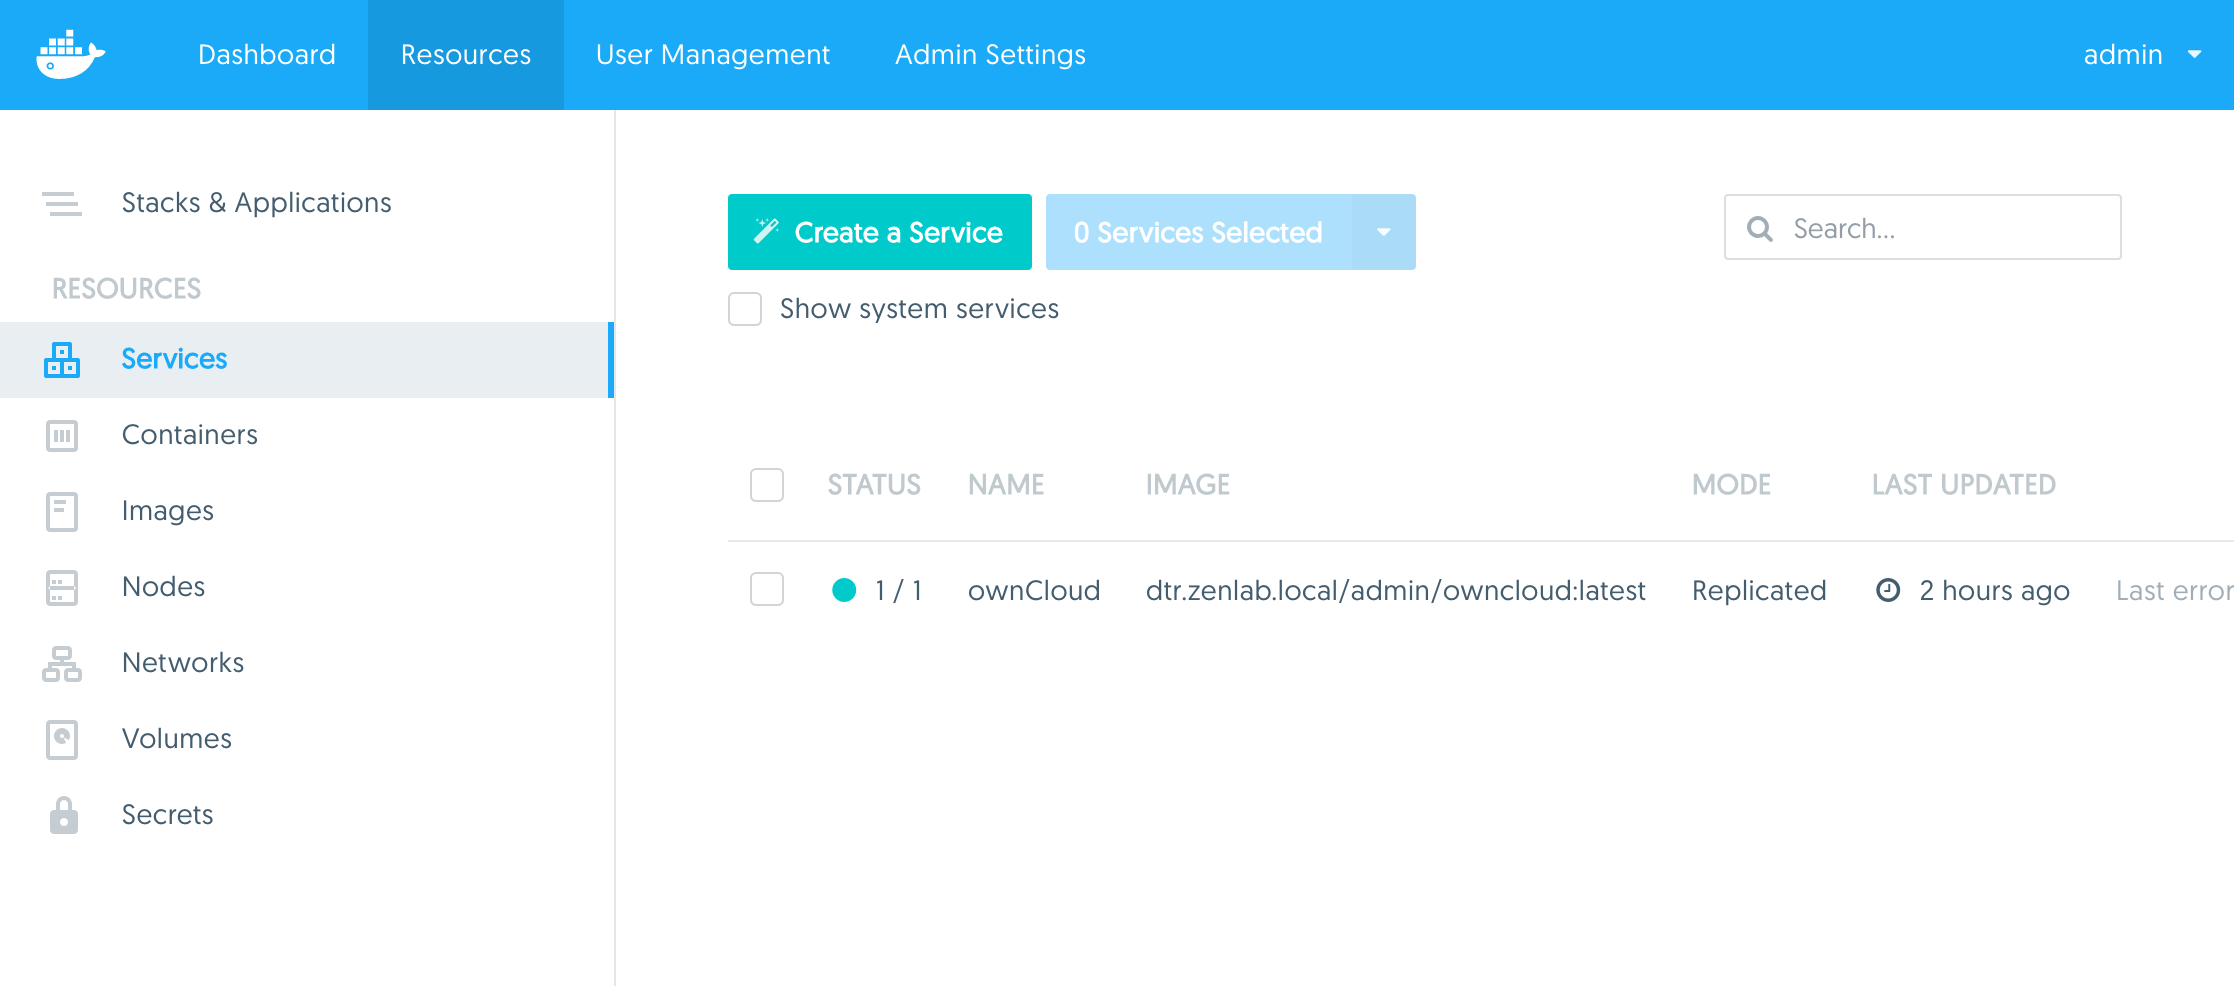 Dashboard Resources User Management Admin Settings admin
Stacks & Applications
RESOURCES
Services
Containers
Images
Nodes
Networks
Volumes
Secrets
Create a Service 0 Services Selected Search...
Show system services
STATUS NAME IMAGE MODE LAST UPDATED
1 / 1 ownCloud dtr.zenlab.local/admin/owncloud:latest Replicated 2 hours ago Last error